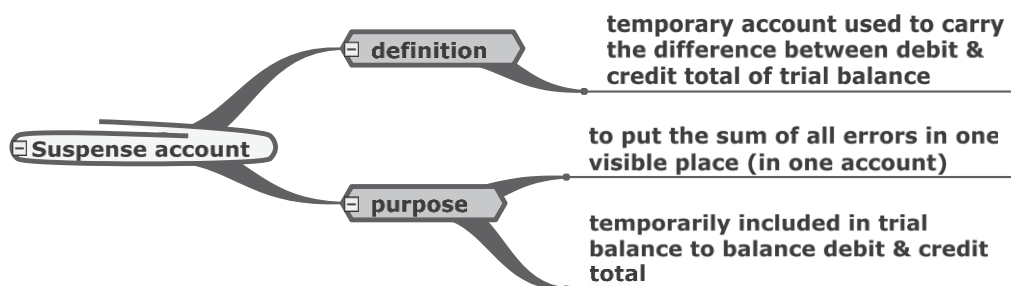 temporary account used to carry
the difference between debit &
credit total of trial balance
definition
Suspense account
to put the sum of all errors in one
visible place (in one account)
purpose
temporarily included in trial
balance to balance debit & credit
total